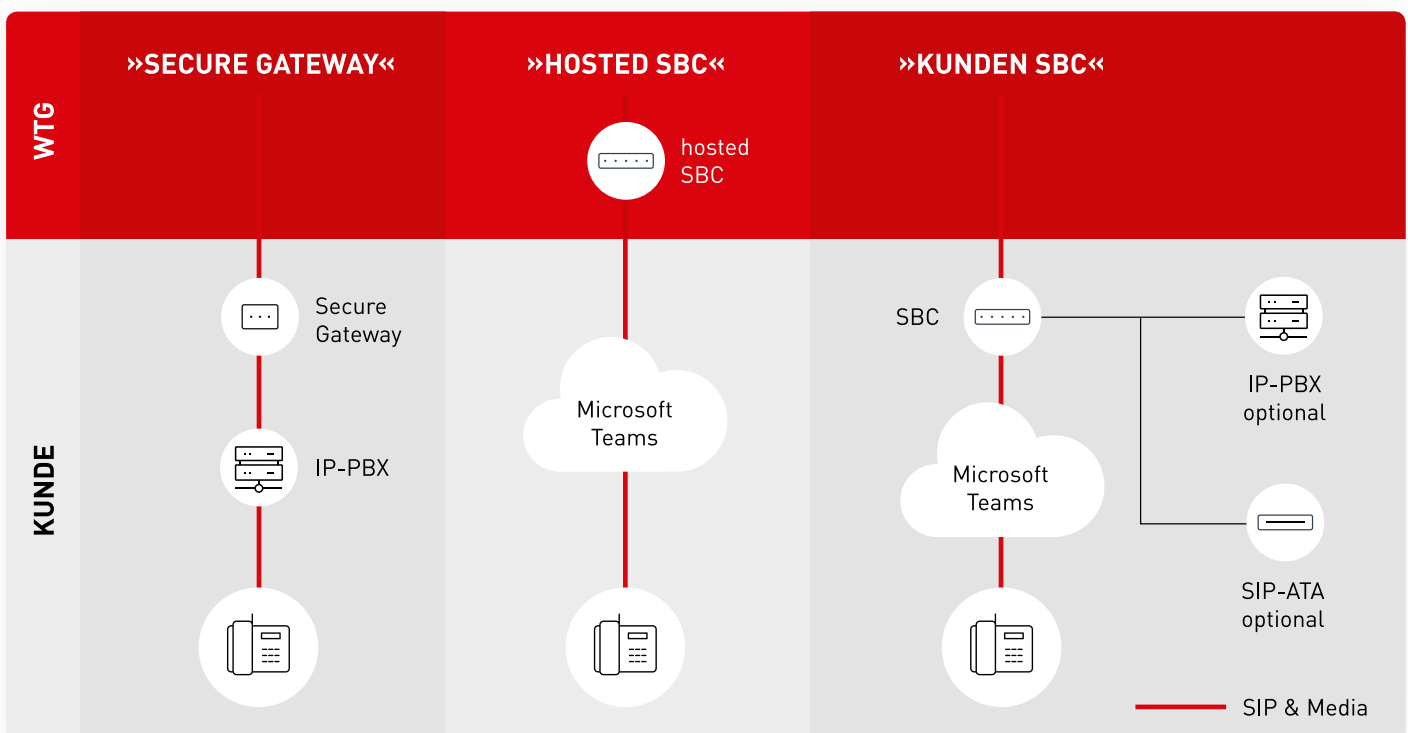 »SECURE GATEWAY«
»HOSTED SBC«
»KUNDEN SBC«
WTG
hosted
SBC
KUNDE
Secure
Gateway
IP-PBX
Microsoft
Teams
SBC
Microsoft
Teams
IP-PBX
optional
SIP-ATA
optional
SIP & Media